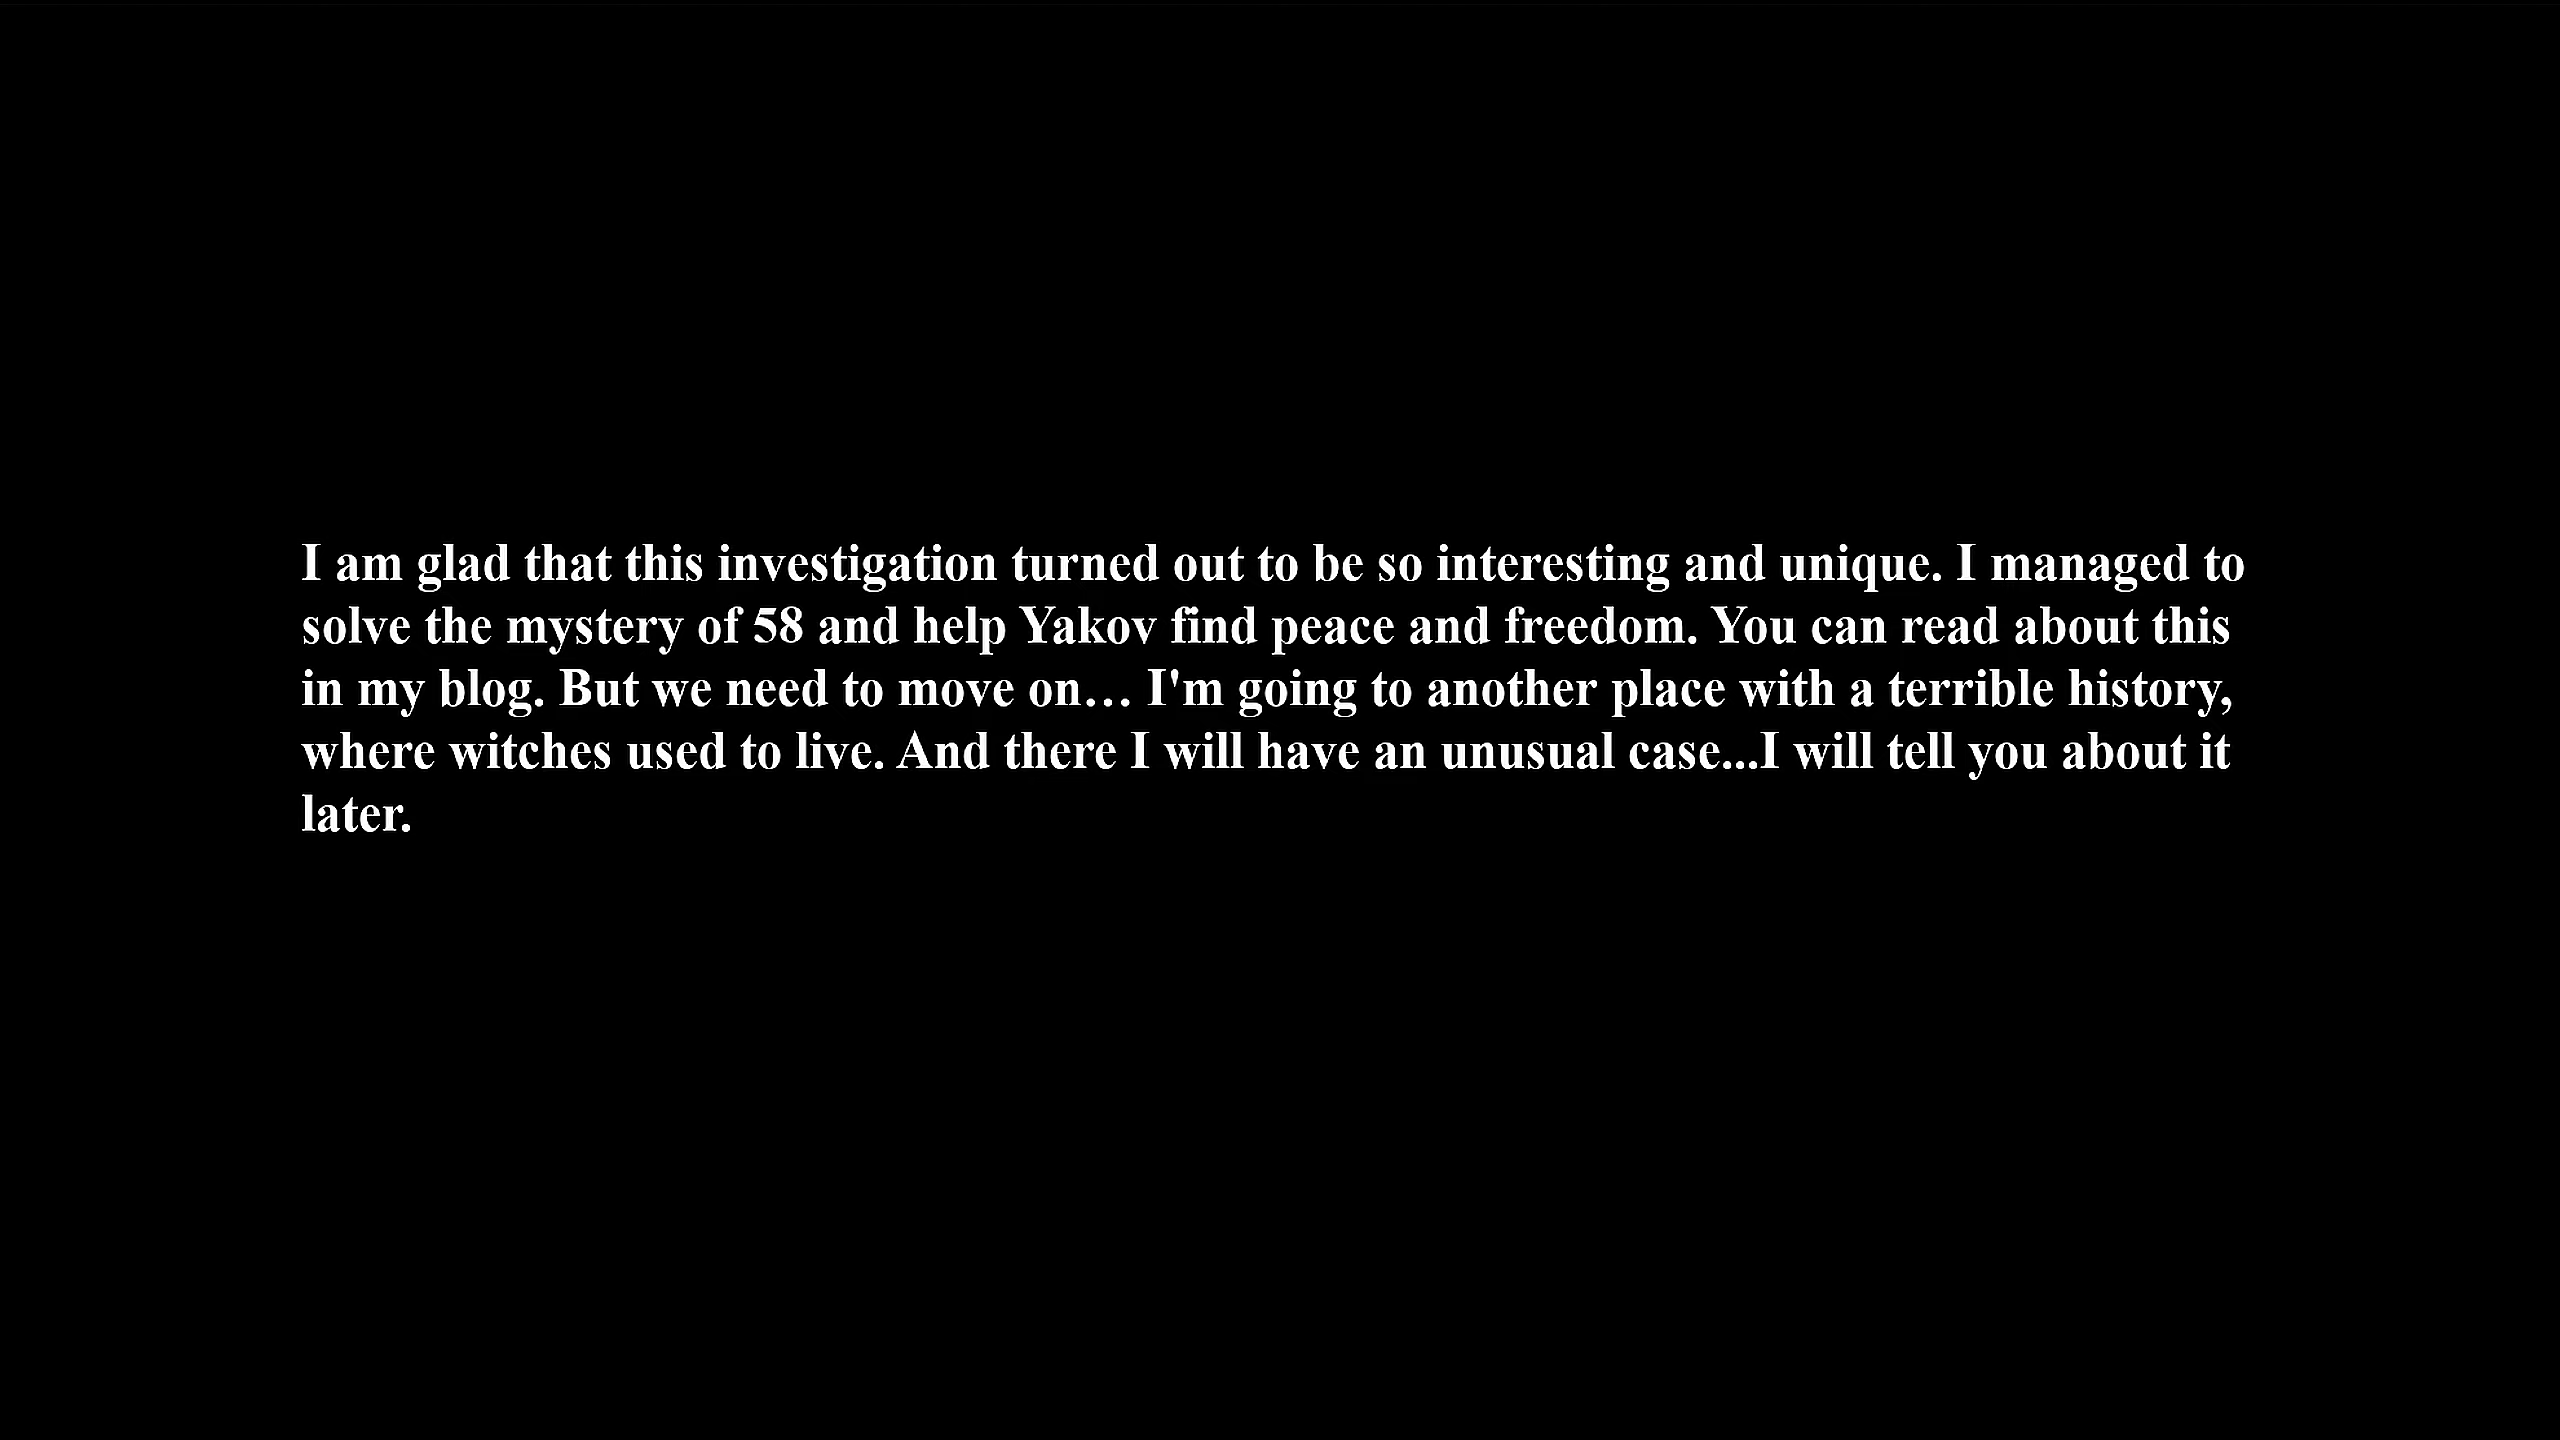 I am glad that this investigation turned out to be so interesting and unique. I managed to
solve the mystery of 58 and help Yakov find peace and freedom. You can read about this
in my blog. But we need to move on… I'm going to another place with a terrible history,
where witches used to live. And there I will have an unusual case...I will tell you about it
later.